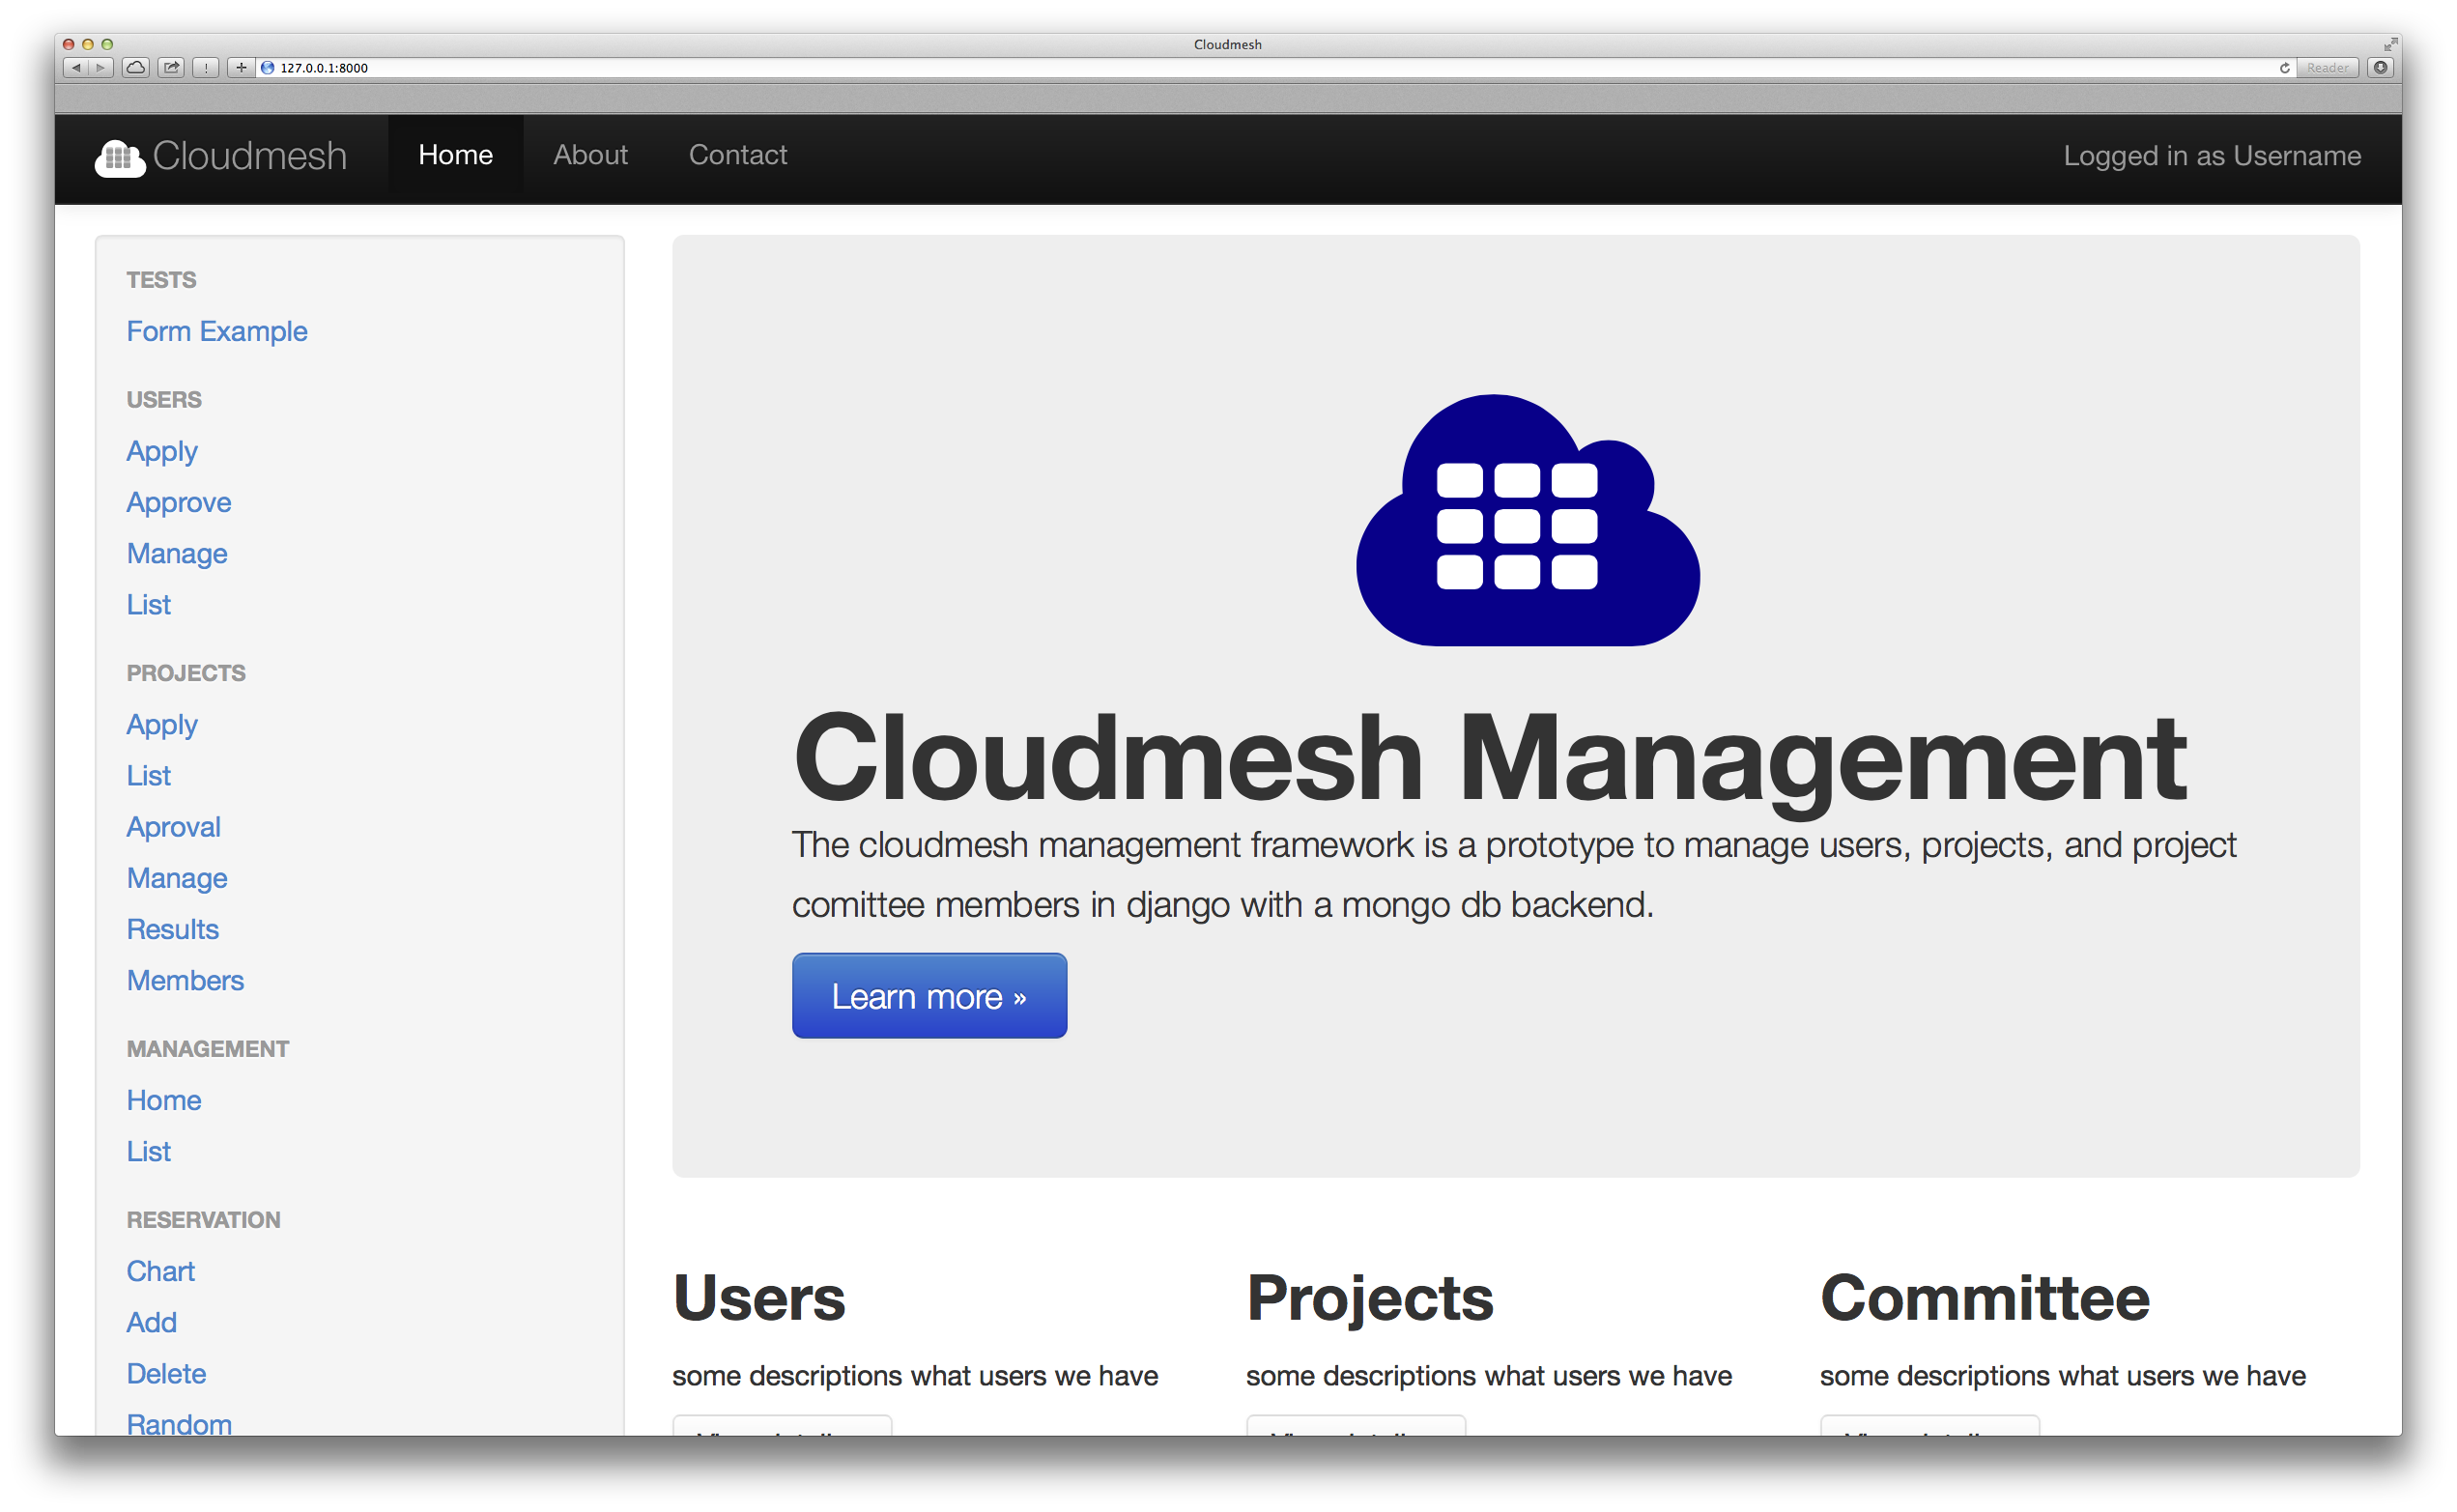 Cloudmesh
127.0.0.1:8000
Reader
Cloudmesh Home About Contact Logged in as Username
TESTS
Form Example
USERS
Apply
Approve
Manage
List
PROJECTS
Apply
List
Aproval
Manage
Results
Members
MANAGEMENT
Home
List
RESERVATION
Chart
Add
Delete
Random
Cloudmesh Management
The cloudmesh management framework is a prototype to manage users, projects, and project
comittee members in django with a mongo db backend.
Learn more »
Users
some descriptions what users we have
Projects
some descriptions what users we have
Committee
some descriptions what users we have